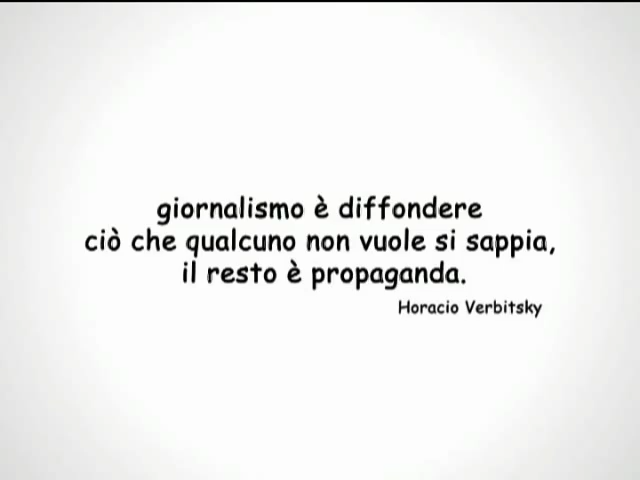 giornalismo è diffondere
ciò che qualcuno non vuole si sappia,
il resto è propaganda.
Horacio Verbitsky